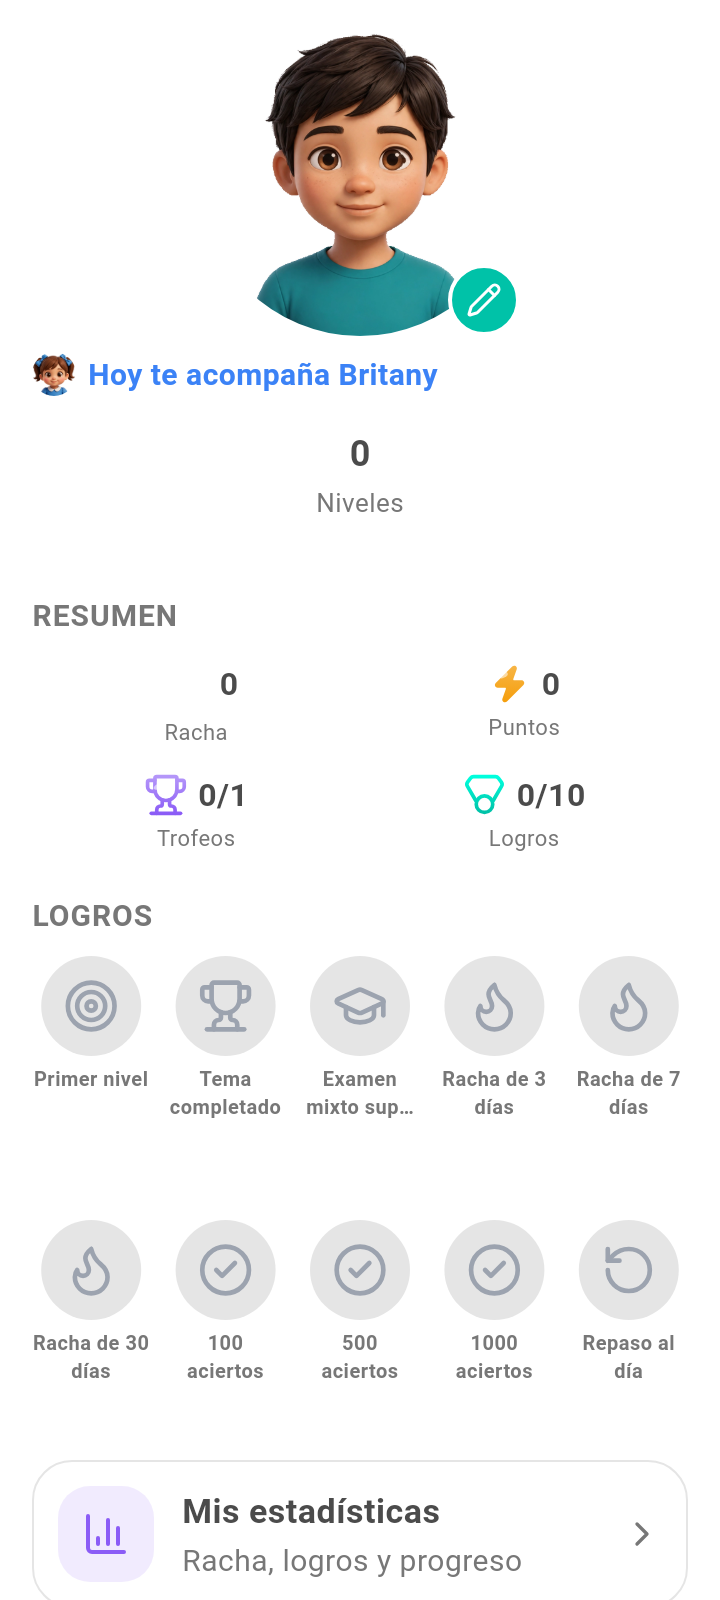 Hoy te acompaña Britany
0
Niveles
RESUMEN
0
Racha
0
Puntos
0/1
Trofeos
0/10
Logros
LOGROS
Primer nivel
Tema
completado
Examen
mixto sup...
Racha de 3
días
Racha de 7
días
Racha de 30
días
100
aciertos
500
aciertos
1000
aciertos
Repaso al
día
Mis estadísticas
Racha, logros y progreso